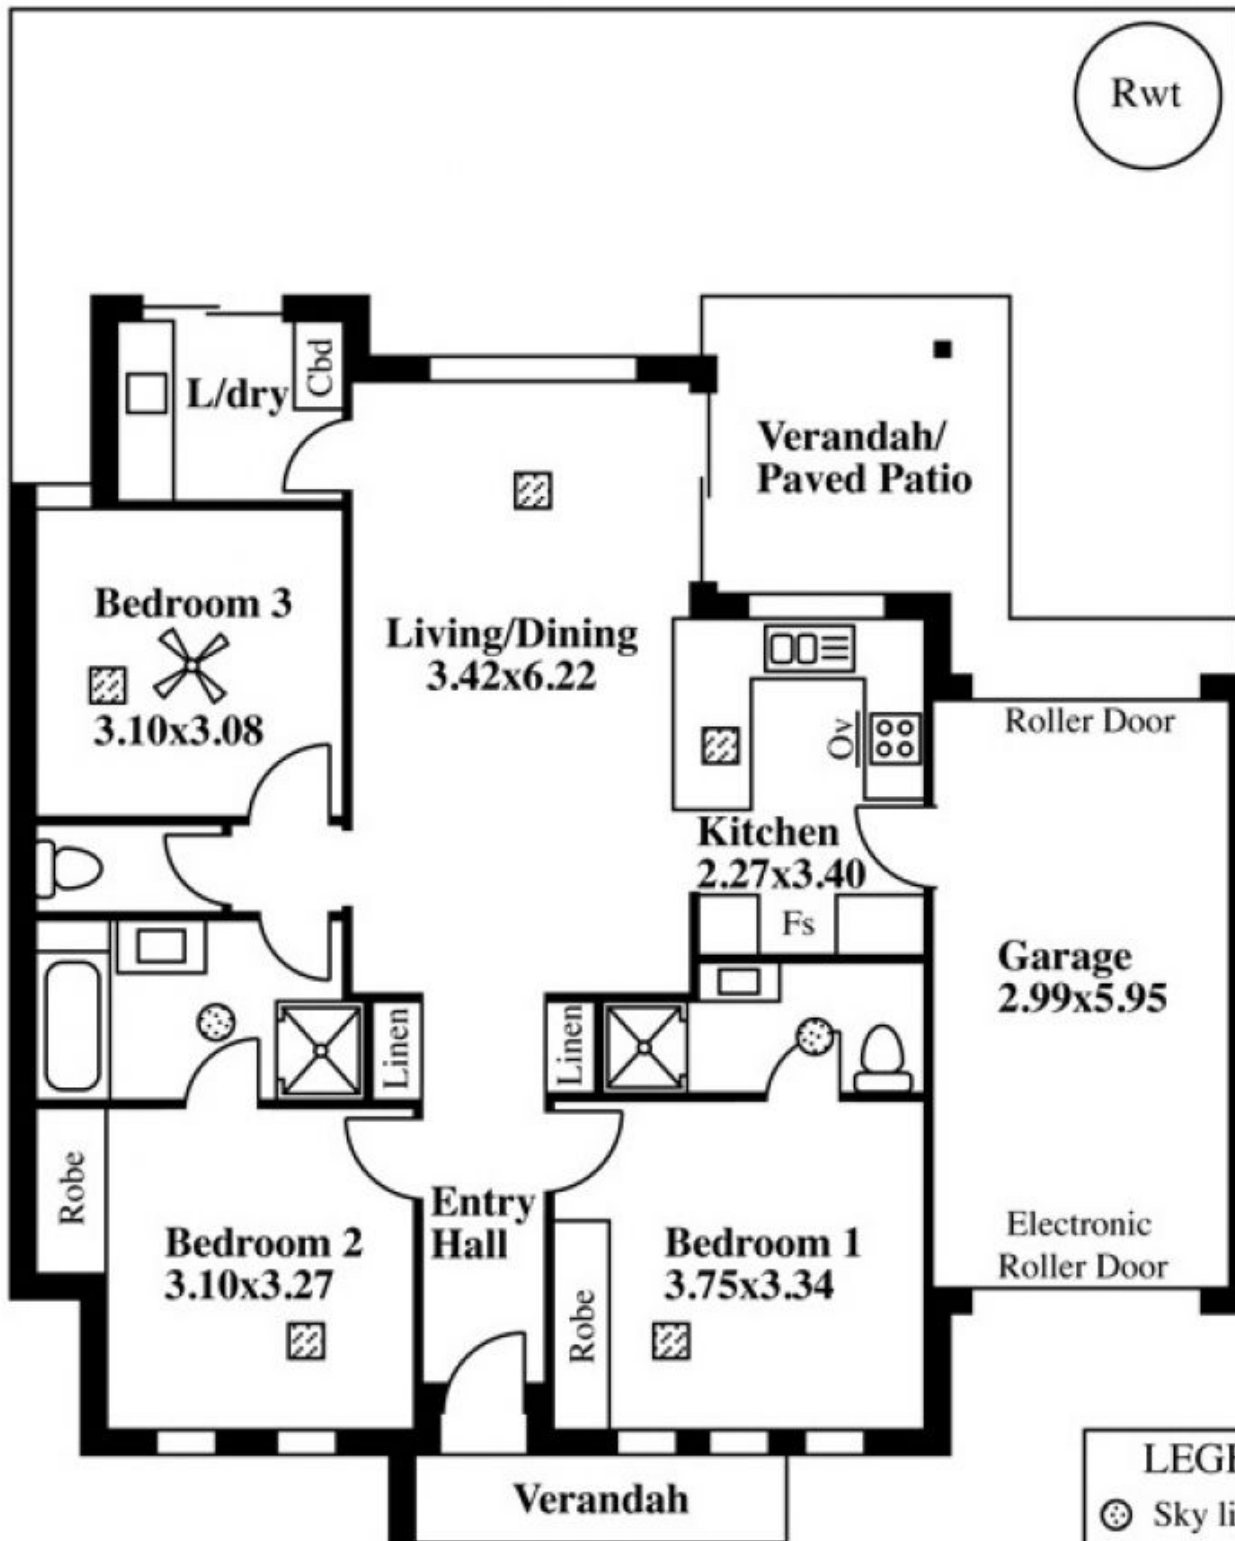 Rwt
L/dry
Cbd
Verandah/
Paved Patio
Bedroom 3
3.10x3.08
Living/Dining
3.42x6.22
Roller Door
Ov
Kitchen
2.27x3.40
Fs
Garage
2.99x5.95
Linen
Linen
Robe
Entry
Hall
Bedroom 2
3.10x3.27
Bedroom 1
3.75x3.34
Robe
Electronic
Roller Door
Verandah